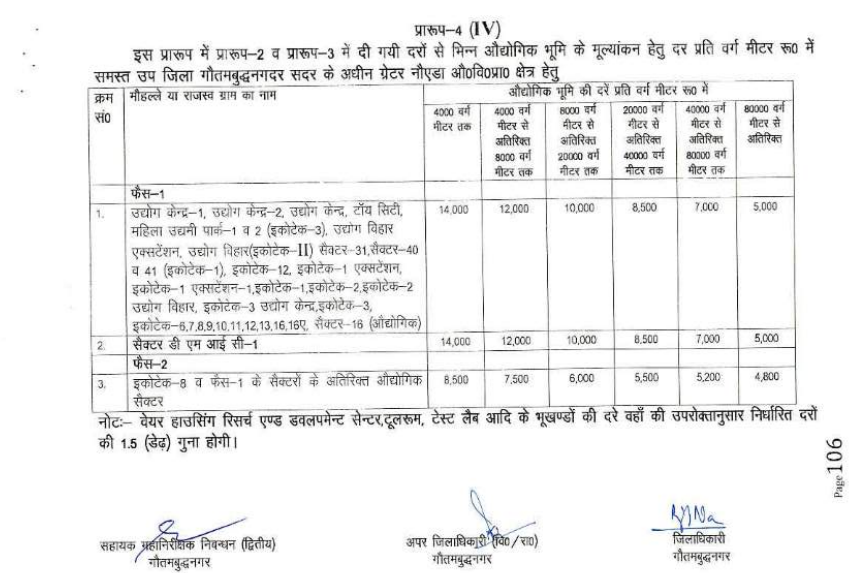 प्रारूप–4 (IV)
इस प्रारूप में प्रारूप–2 व प्रारूप–3 में दी गयी दरों से भिन्न औद्योगिक भूमि के मूल्यांकन हेतु दर प्रति वर्ग मीटर रू0 में
समस्त उप जिला गौतमबुद्धनगदर सदर के अधीन ग्रेटर नौएडा औ0वि0प्रा0 क्षेत्र हेतु
क्रम सं0 मौहल्ले या राजस्व ग्राम का नाम औद्योगिक भूमि की दरें प्रति वर्ग मीटर रू0 में
4000 वर्ग मीटर तक
4000 वर्ग मीटर से अतिरिक्त 8000 वर्ग मीटर तक
8000 वर्ग मीटर से अतिरिक्त 20000 वर्ग मीटर तक
20000 वर्ग मीटर से अतिरिक्त 40000 वर्ग मीटर तक
40000 वर्ग मीटर से अतिरिक्त 80000 वर्ग मीटर तक
80000 वर्ग मीटर से अतिरिक्त
फैस–1
1. उद्योग केन्द्र–1, उद्योग केन्द्र–2, उद्योग केन्द्र, टॉय सिटी, 14,000 12,000 10,000 8,500 7,000 5,000
महिला उद्यमी पार्क–1 व 2 (इकोटेक–3), उद्योग विहार
एक्सटेंशन, उद्योग विहार(इकोटेक–II) सैक्टर–31,सैक्टर–40
व 41 (इकोटेक–1), इकोटेक–12, इकोटेक–1 एक्सटेंशन,
इकोटेक–1 एक्सटेंशन–1,इकोटेक–1,इकोटेक–2,इकोटेक–2
उद्योग विहार, इकोटेक–3 उद्योग केन्द्र,इकोटेक–3,
इकोटेक–6,7,8,9,10,11,12,13,16,16ए, सैक्टर–16 (औद्योगिक)
2. सैक्टर डी एम आई सी–1 14,000 12,000 10,000 8,500 7,000 5,000
फैस–2
3. इकोटेक–8 व फैस–1 के सैक्टरों के अतिरिक्त औद्योगिक 8,500 7,500 6,000 5,500 5,200 4,800
सैक्टर
नोटः– वेयर हाउसिंग रिसर्च एण्ड डवलपमेन्ट सेन्टर,टूलरूम, टेस्ट लैब आदि के भूखण्डों की दरे वहाँ की उपरोक्तानुसार निर्धारित दरों
की 1.5 (डेढ़) गुना होगी।
Page 106
सहायक महानिरीक्षक निबन्धन (द्वितीय) अपर जिलाधिकारी (वि0/रा0) जिलाधिकारी
गौतमबुद्धनगर गौतमबुद्धनगर गौतमबुद्धनगर